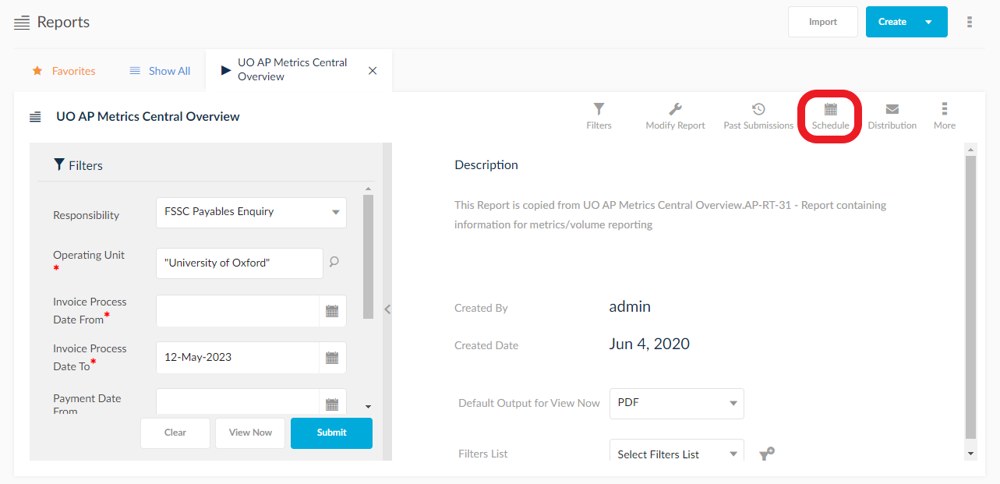 Reports
Import
Create
Favorites
Show All
UO AP Metrics Central
Overview
UO AP Metrics Central Overview
Filters
Modify Report
Past Submissions
Schedule
Distribution
More
Filters
Responsibility
FSSC Payables Enquiry
Operating Unit
*
"University of Oxford"
Invoice Process
Date From*
Invoice Process
Date To*
12-May-2023
Payment Date
From
Clear
View Now
Submit
Description
This Report is copied from UO AP Metrics Central Overview.AP-RT-31 - Report containing
information for metrics/volume reporting
Created By
admin
Created Date
Jun 4, 2020
Default Output for View Now
PDF
Filters List
Select Filters List